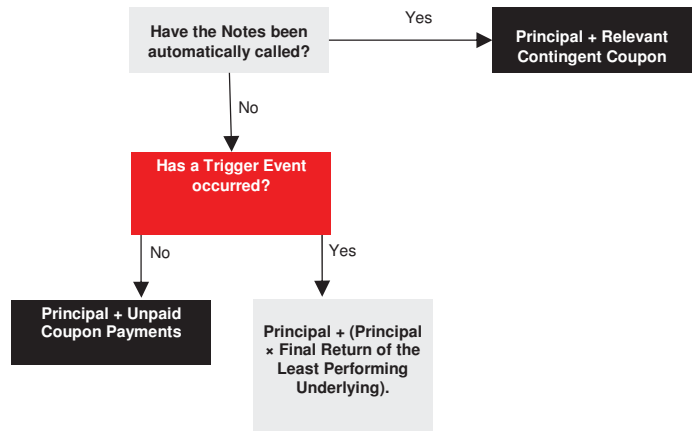 Have the Notes been
automatically called?
Yes
Principal + Relevant
Contingent Coupon
No
Has a Trigger Event
occurred?
No
Yes
Principal + Unpaid
Coupon Payments
Principal + (Principal
× Final Return of the
Least Performing
Underlying).